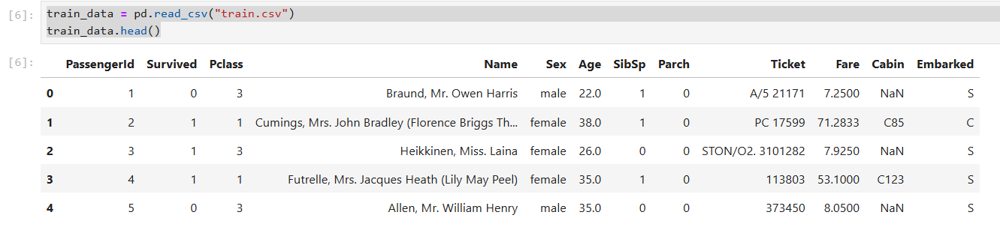 [6]: train_data = pd.read_csv("train.csv")
train_data.head()
[6]: PassengerId Survived Pclass Name Sex Age SibSp Parch Ticket Fare Cabin Embarked
0 1 0 3 Braund, Mr. Owen Harris male 22.0 1 0 A/5 21171 7.2500 NaN S
1 2 1 1 Cumings, Mrs. John Bradley (Florence Briggs Th... female 38.0 1 0 PC 17599 71.2833 C85 C
2 3 1 3 Heikkinen, Miss. Laina female 26.0 0 0 STON/O2. 3101282 7.9250 NaN S
3 4 1 1 Futrelle, Mrs. Jacques Heath (Lily May Peel) female 35.0 1 0 113803 53.1000 C123 S
4 5 0 3 Allen, Mr. William Henry male 35.0 0 0 373450 8.0500 NaN S